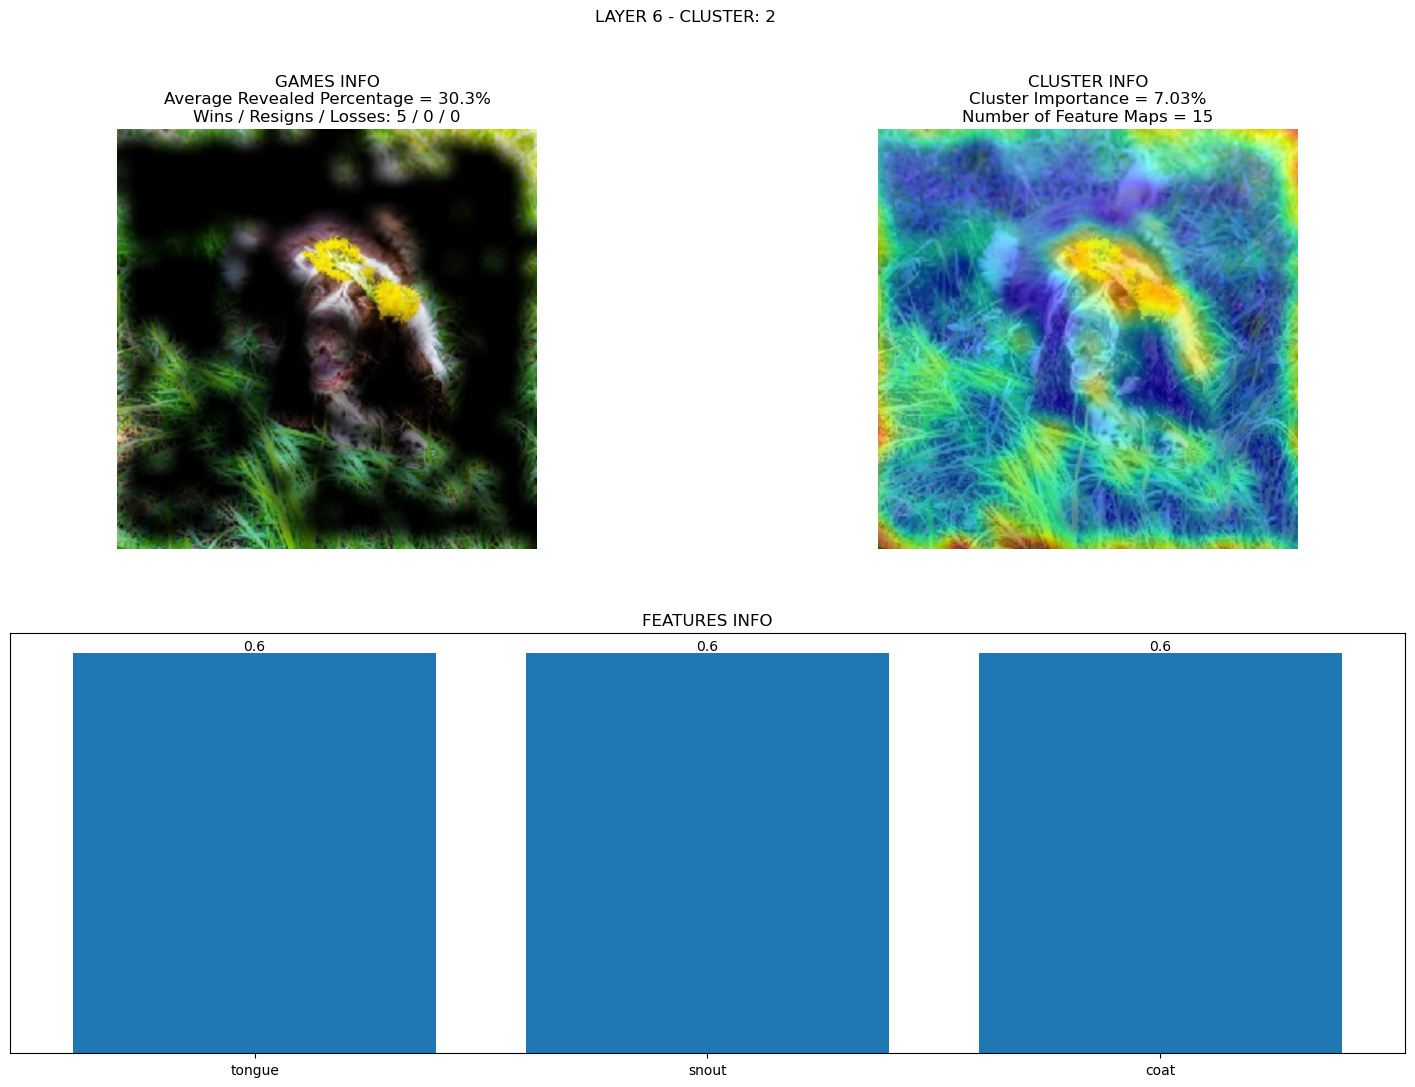 LAYER 6 - CLUSTER: 2
GAMES INFO
Average Revealed Percentage = 30.3%
Wins / Resigns / Losses: 5 / 0 / 0
CLUSTER INFO
Cluster Importance = 7.03%
Number of Feature Maps = 15
FEATURES INFO
0.6
0.6
0.6
tongue
snout
coat